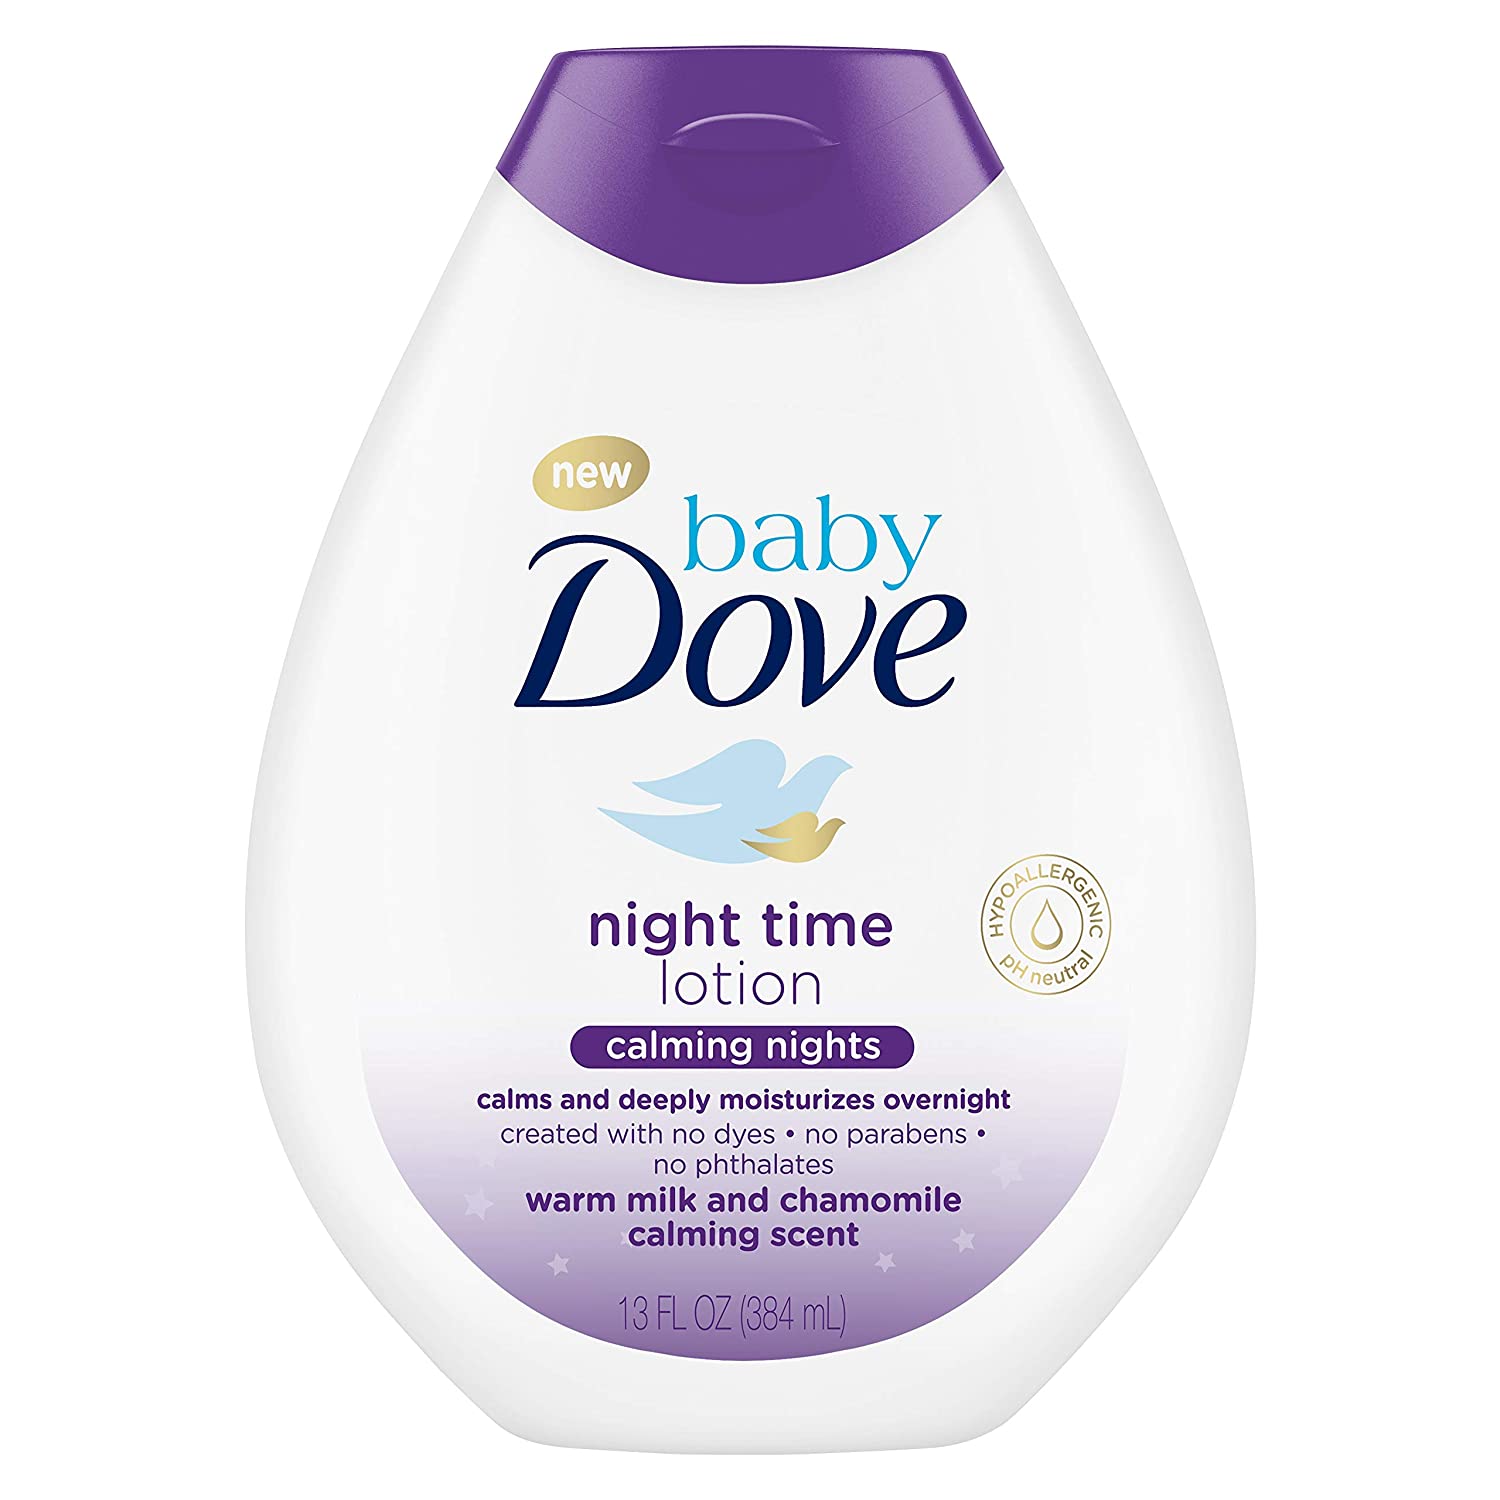 new
baby
Dove
night time
lotion
HYPOALLERGENIC
pH neutral
calming nights
calms and deeply moisturizes overnight
created with no dyes • no parabens •
no phthalates
warm milk and chamomile
calming scent
13 FL OZ (384 mL)